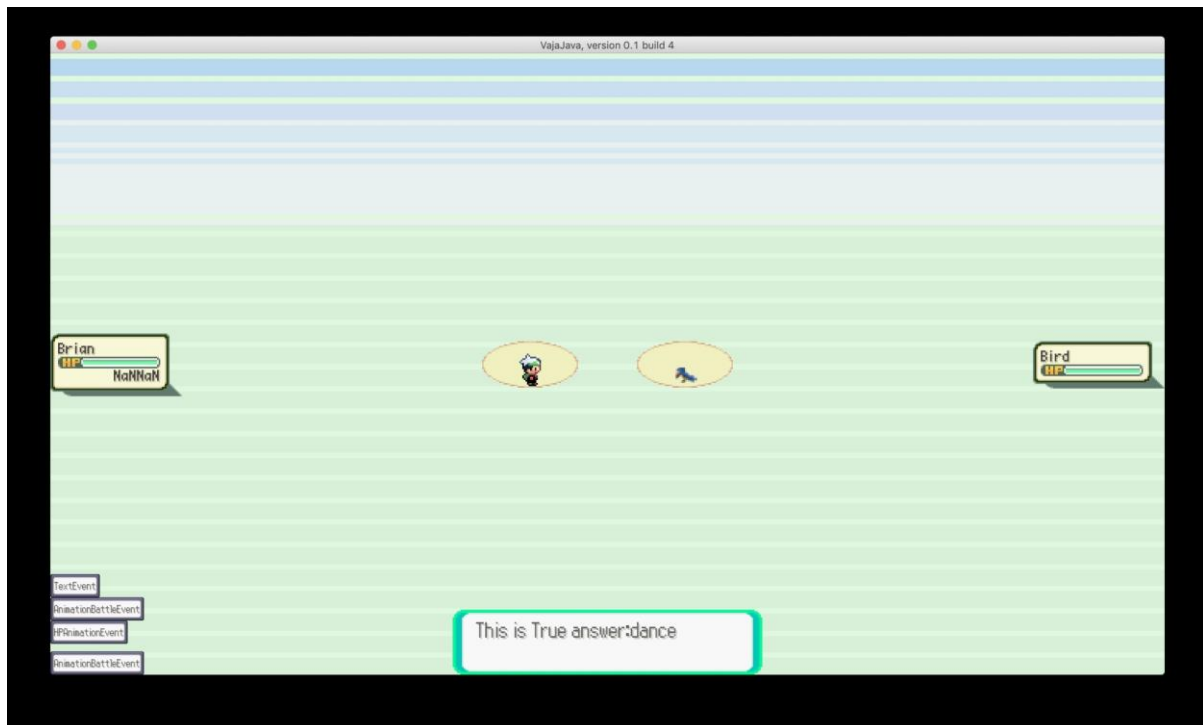 VajaJava, version 0.1 build 4
Brian
HP
NaNNaN
Bird
HP
TextEvent
AnimationBattleEvent
HPAnimationEvent
AnimationBattleEvent
This is True answer:dance